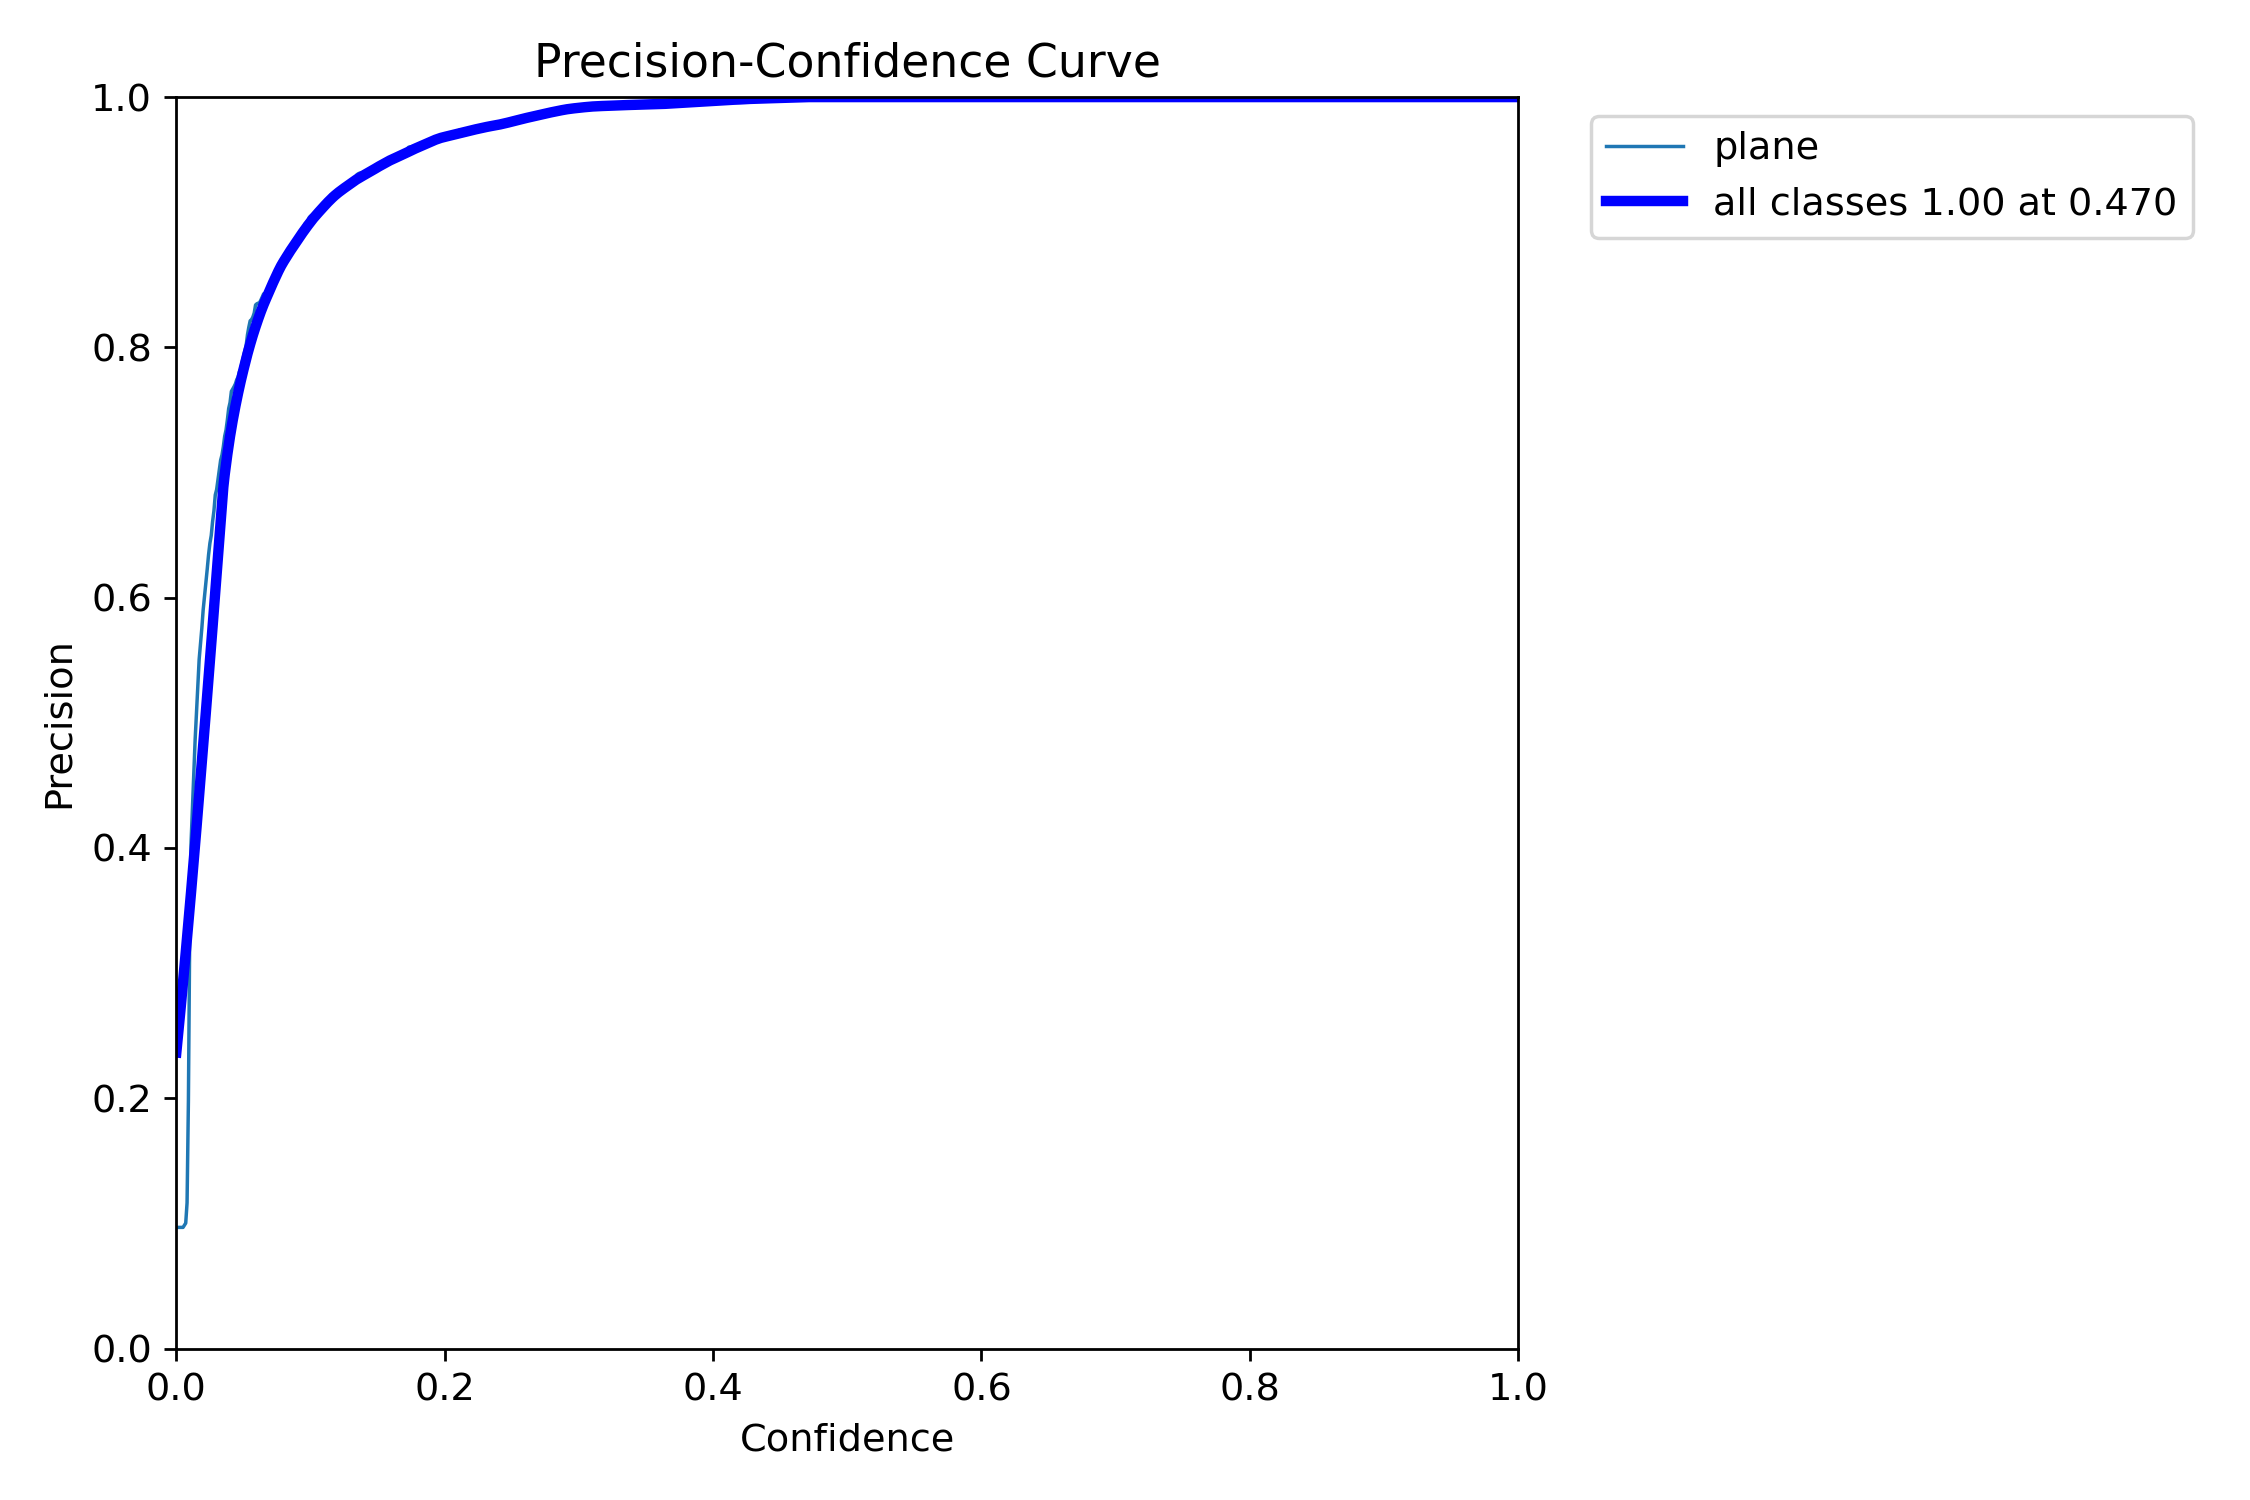 Precision-Confidence Curve
1.0
0.8
0.6
0.4
0.2
0.0
Precision
0.0 0.2 0.4 0.6 0.8 1.0
Confidence
plane
all classes 1.00 at 0.470